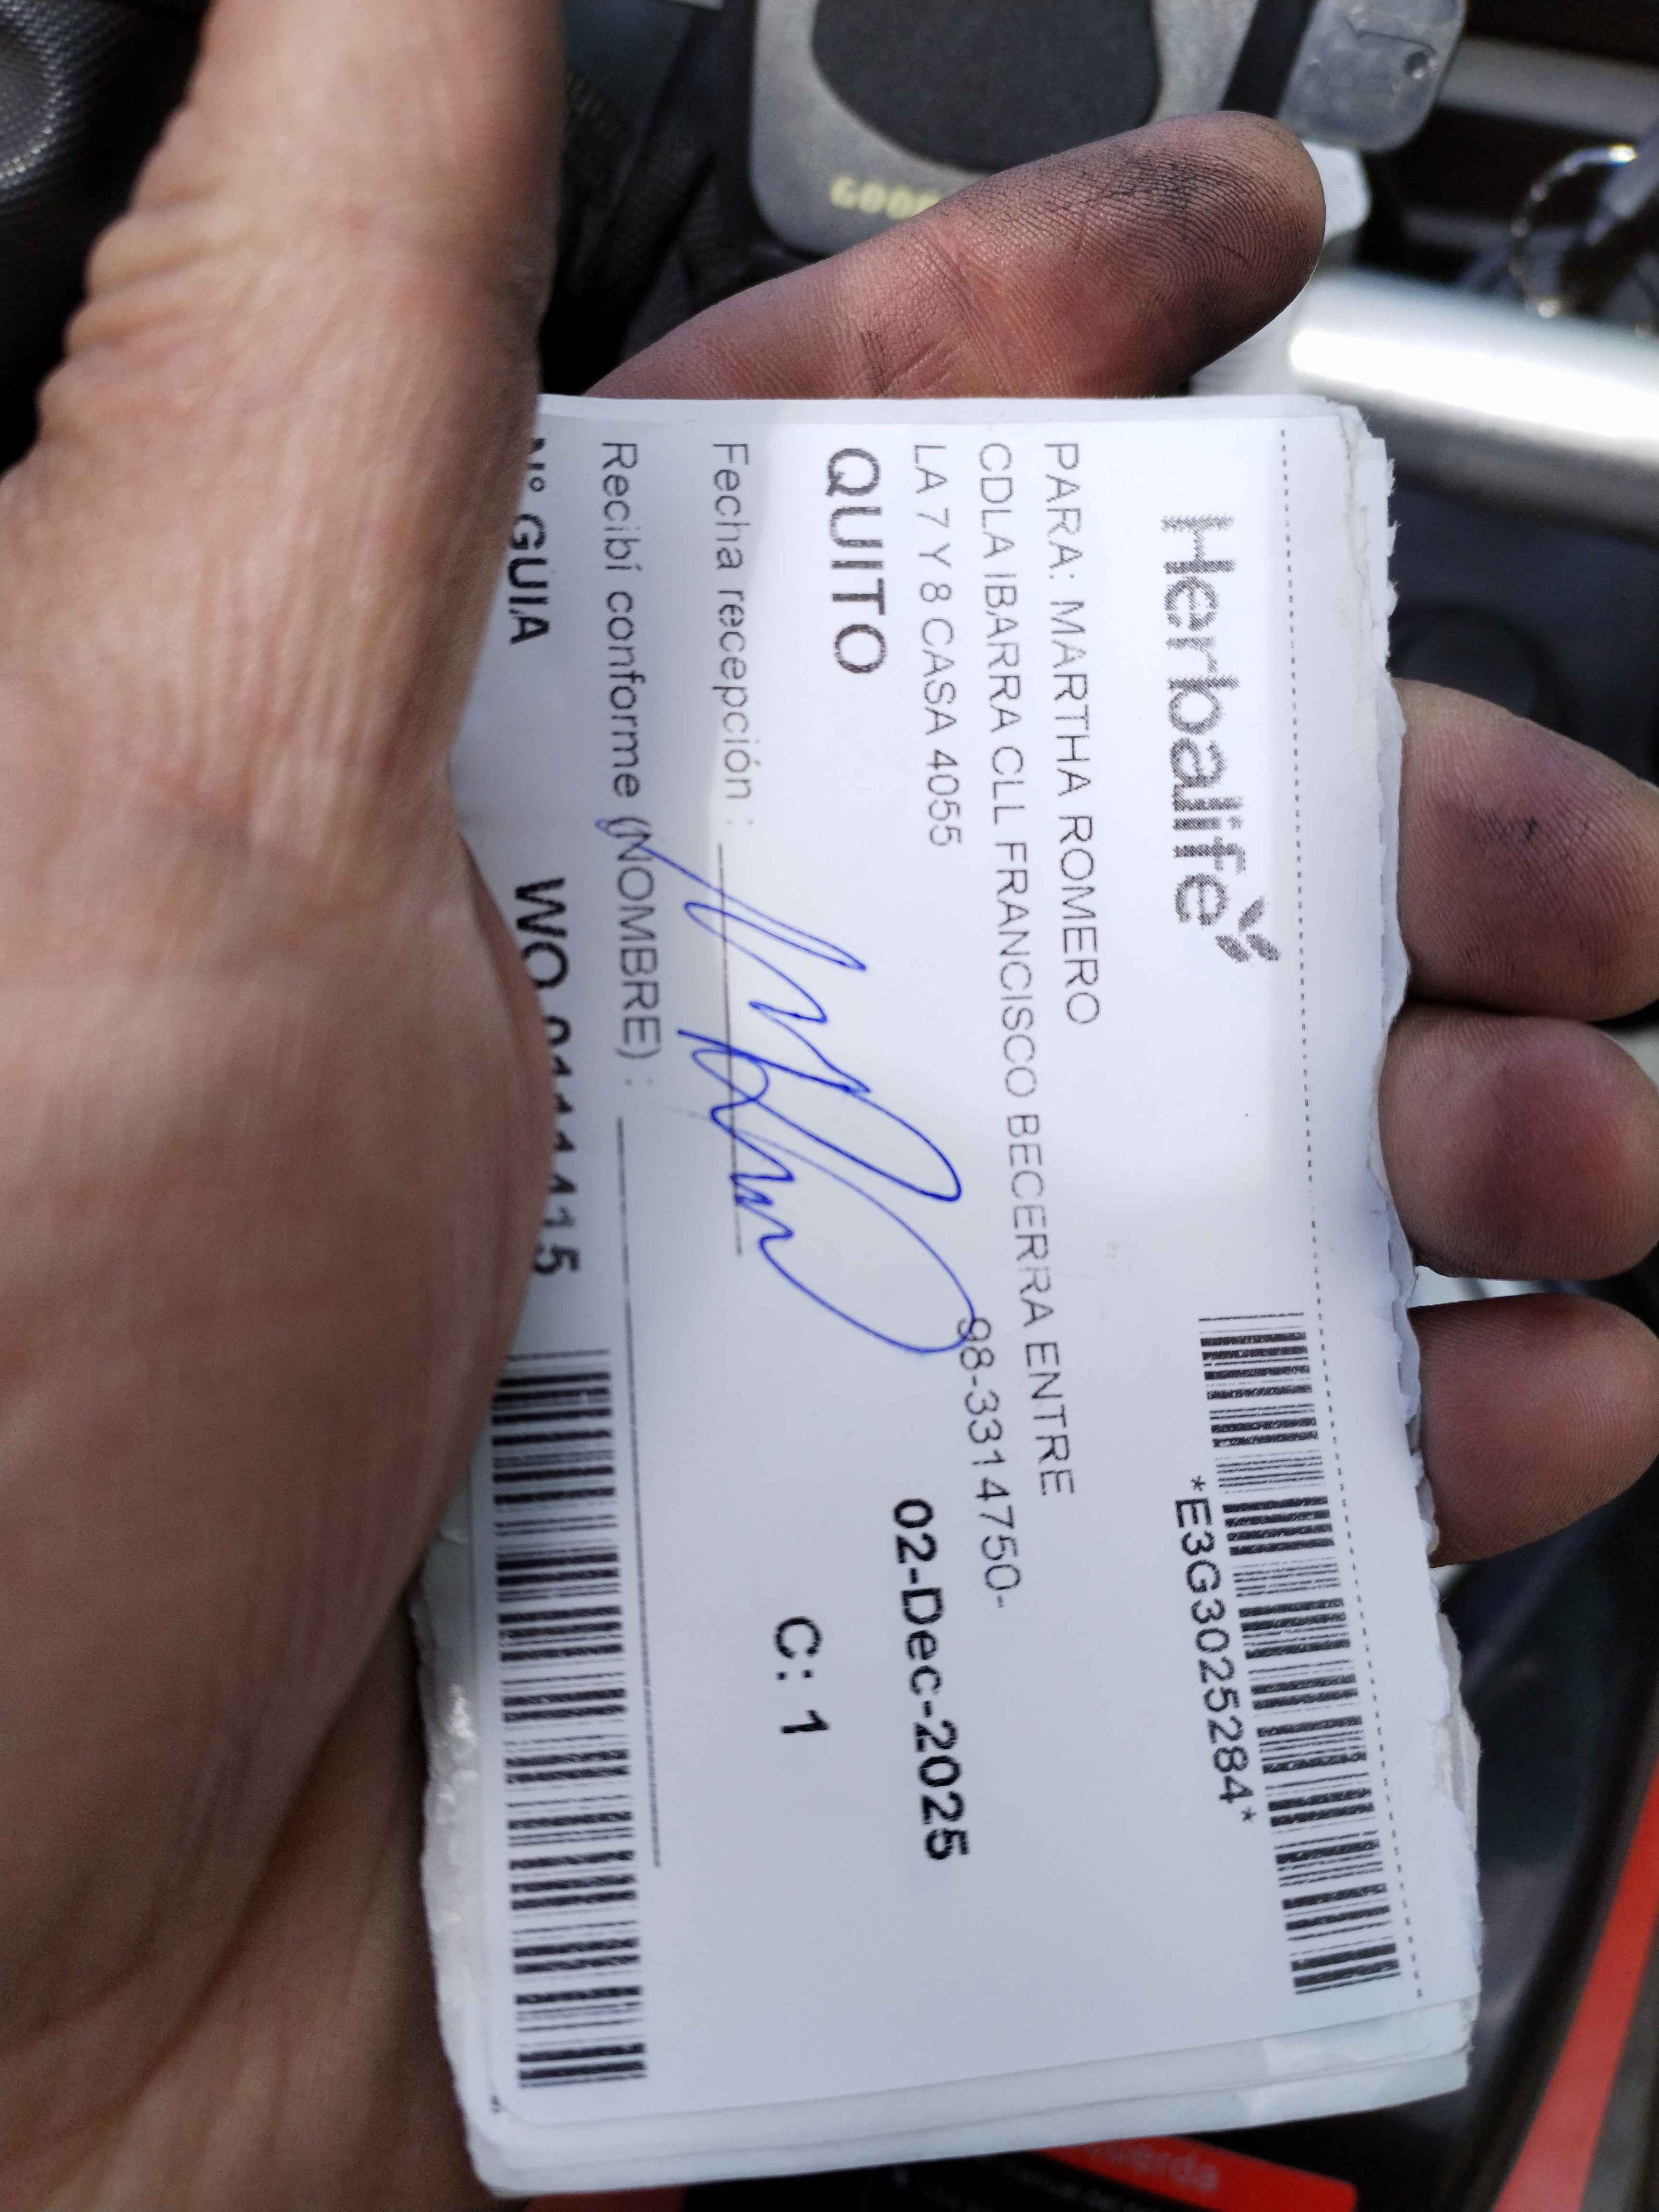 Herbalife
*E3G3025284*
PARA: MARTHA ROMERO
CDLA IBARRA CLL FRANCISCO BECERRA ENTRE
LA 7 Y 8 CASA 4055
98-3314750-
QUITO
02-Dec-2025
C: 1
Fecha recepción :
Recibí conforme (NOMBRE) :
N° GUIA